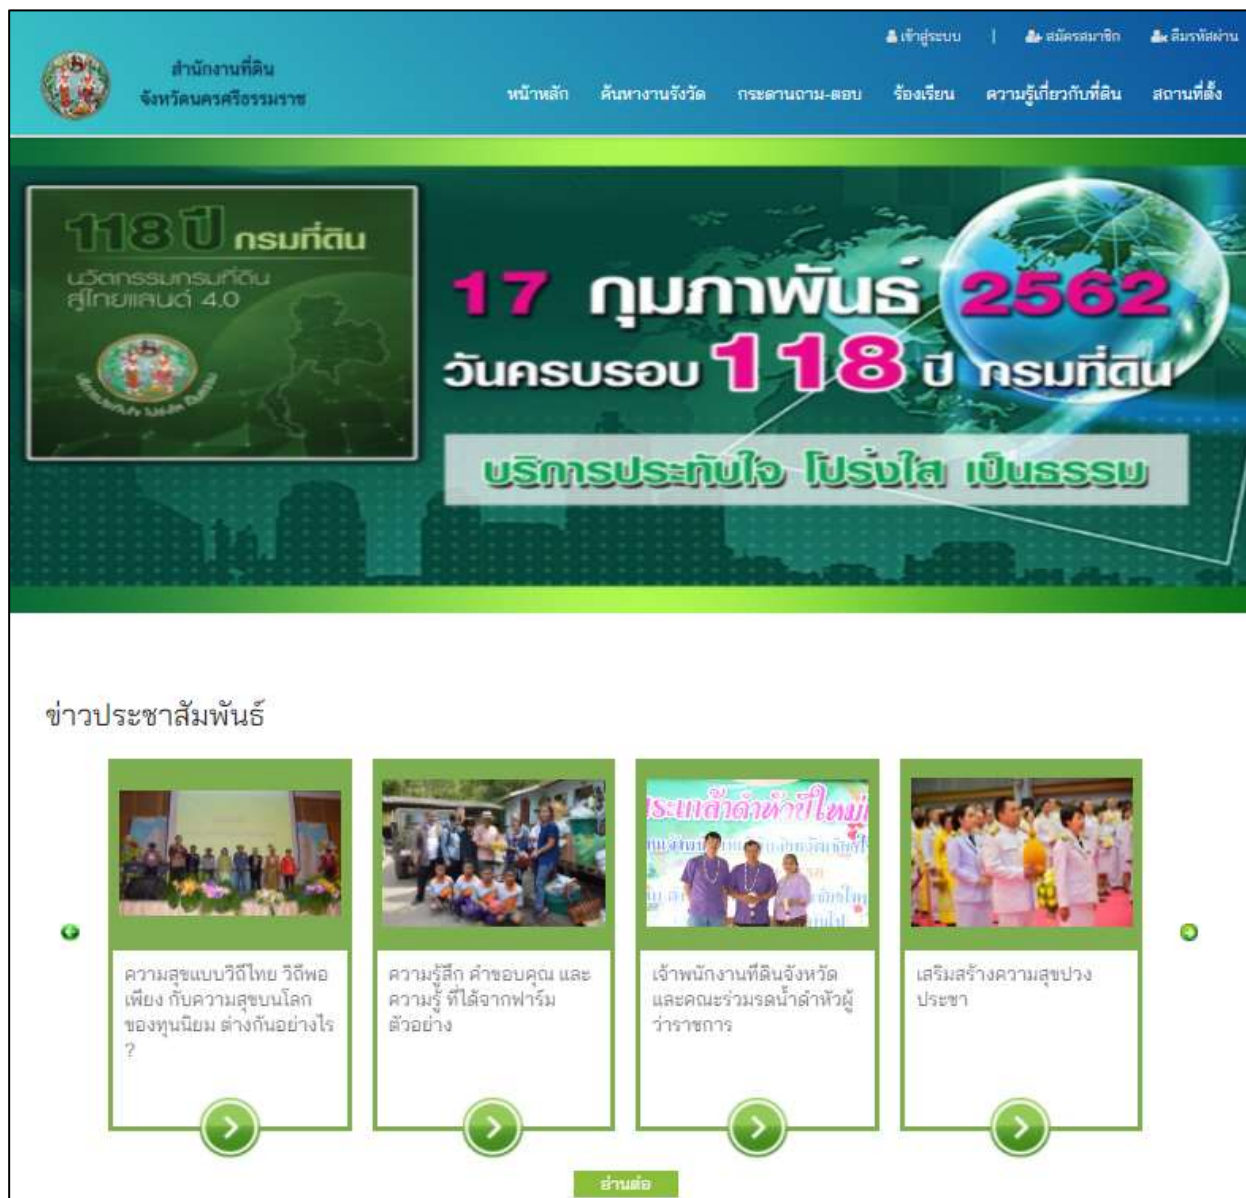 เข้าสู่ระบบ | สมัครสมาชิก ลืมรหัสผ่าน
สำนักงานที่ดิน
จังหวัดนครศรีธรรมราช
หน้าหลัก ค้นหางานรังวัด กระดานถาม-ตอบ ร้องเรียน ความรู้เกี่ยวกับที่ดิน สถานที่ตั้ง
118 ปี กรมที่ดิน
นวัตกรรมกรมที่ดิน
สู่ไทยแลนด์ 4.0
17 กุมภาพันธ์ 2562
วันครบรอบ 118 ปี กรมที่ดิน
บริการประทับใจ โปร่งใส เป็นธรรม
ข่าวประชาสัมพันธ์
ความสุขแบบวิถีไทย วิถีพอ
เพียง กับความสุขบนโลก
ของทุนนิยม ต่างกันอย่างไร
?
ความรู้สึก คำขอบคุณ และ
ความรู้ ที่ได้จากฟาร์ม
ตัวอย่าง
เจ้าพนักงานที่ดินจังหวัด
และคณะร่วมรดน้ำดำหัวผู้
ว่าราชการ
เสริมสร้างความสุขปวง
ประชา
อ่านต่อ